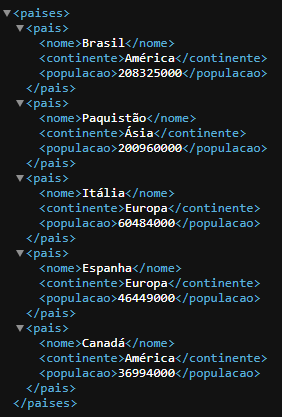 <paises>
<pais>
<nome>Brasil</nome>
<continente>América</continente>
<populacao>208325000</populacao>
</pais>
<pais>
<nome>Paquistão</nome>
<continente>Ásia</continente>
<populacao>200960000</populacao>
</pais>
<pais>
<nome>Itália</nome>
<continente>Europa</continente>
<populacao>60484000</populacao>
</pais>
<pais>
<nome>Espanha</nome>
<continente>Europa</continente>
<populacao>46449000</populacao>
</pais>
<pais>
<nome>Canadá</nome>
<continente>América</continente>
<populacao>36994000</populacao>
</pais>
</paises>